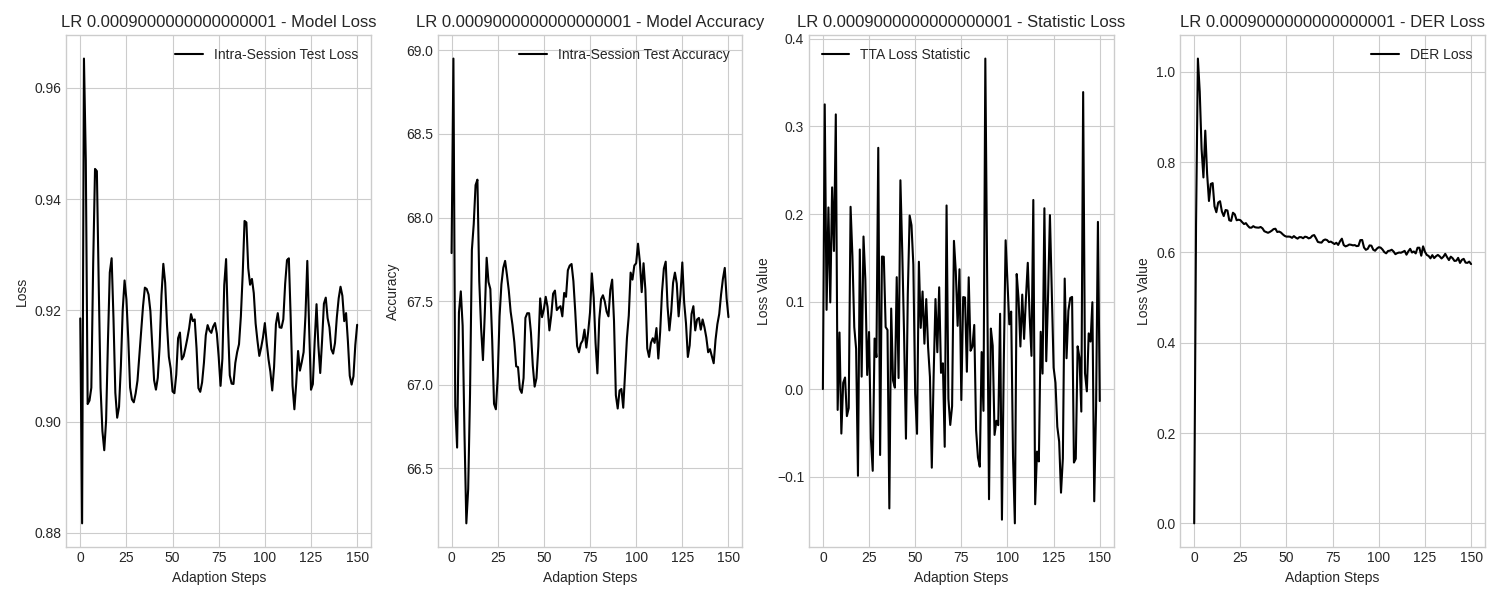 LR 0.0009000000000000001 - Model Loss
Intra-Session Test Loss
0.96
0.94
0.92
0.90
0.88
Loss
0 25 50 75 100 125 150
Adaption Steps
LR 0.0009000000000000001 - Model Accuracy
Intra-Session Test Accuracy
69.0
68.5
68.0
67.5
67.0
66.5
Accuracy
0 25 50 75 100 125 150
Adaption Steps
LR 0.0009000000000000001 - Statistic Loss
TTA Loss Statistic
0.4
0.3
0.2
0.1
0.0
−0.1
Loss Value
0 25 50 75 100 125 150
Adaption Steps
LR 0.0009000000000000001 - DER Loss
DER Loss
1.0
0.8
0.6
0.4
0.2
0.0
Loss Value
0 25 50 75 100 125 150
Adaption Steps